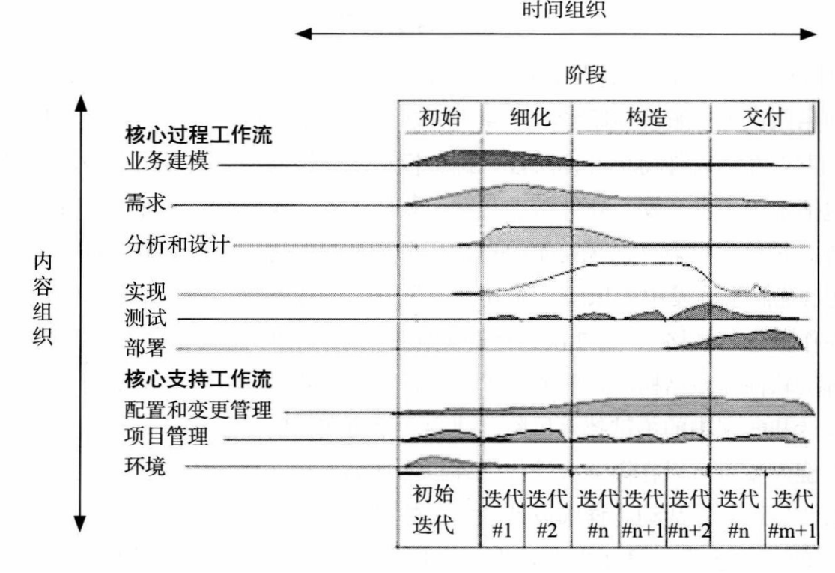 时间组织
阶段
初始 细化 构造 交付
核心过程工作流
业务建模
需求
分析和设计
内容组织
实现
测试
部署
核心支持工作流
配置和变更管理
项目管理
环境
初始迭代 迭代#1 迭代#2 迭代#n 迭代#n+1 迭代#n+2 迭代#n 迭代#m+1